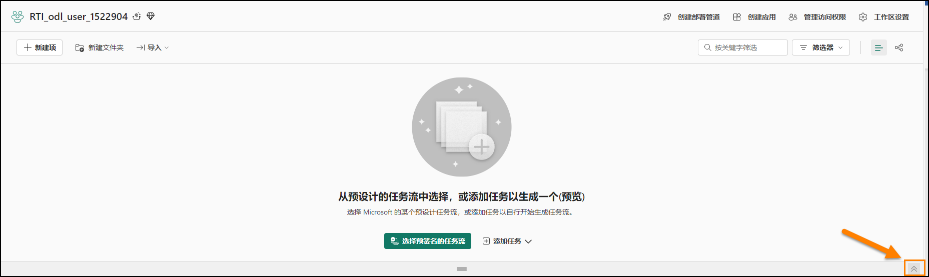 RTI_odl_user_1522904
创建部署管道
创建应用
管理访问权限
工作区设置
新建项
新建文件夹
导入
按关键字筛选
筛选器
从预设计的任务流中选择，或添加任务以生成一个(预览)
选择 Microsoft 的某个预设计任务流，或添加任务以自行开始生成任务流。
选择预签名的任务流
添加任务